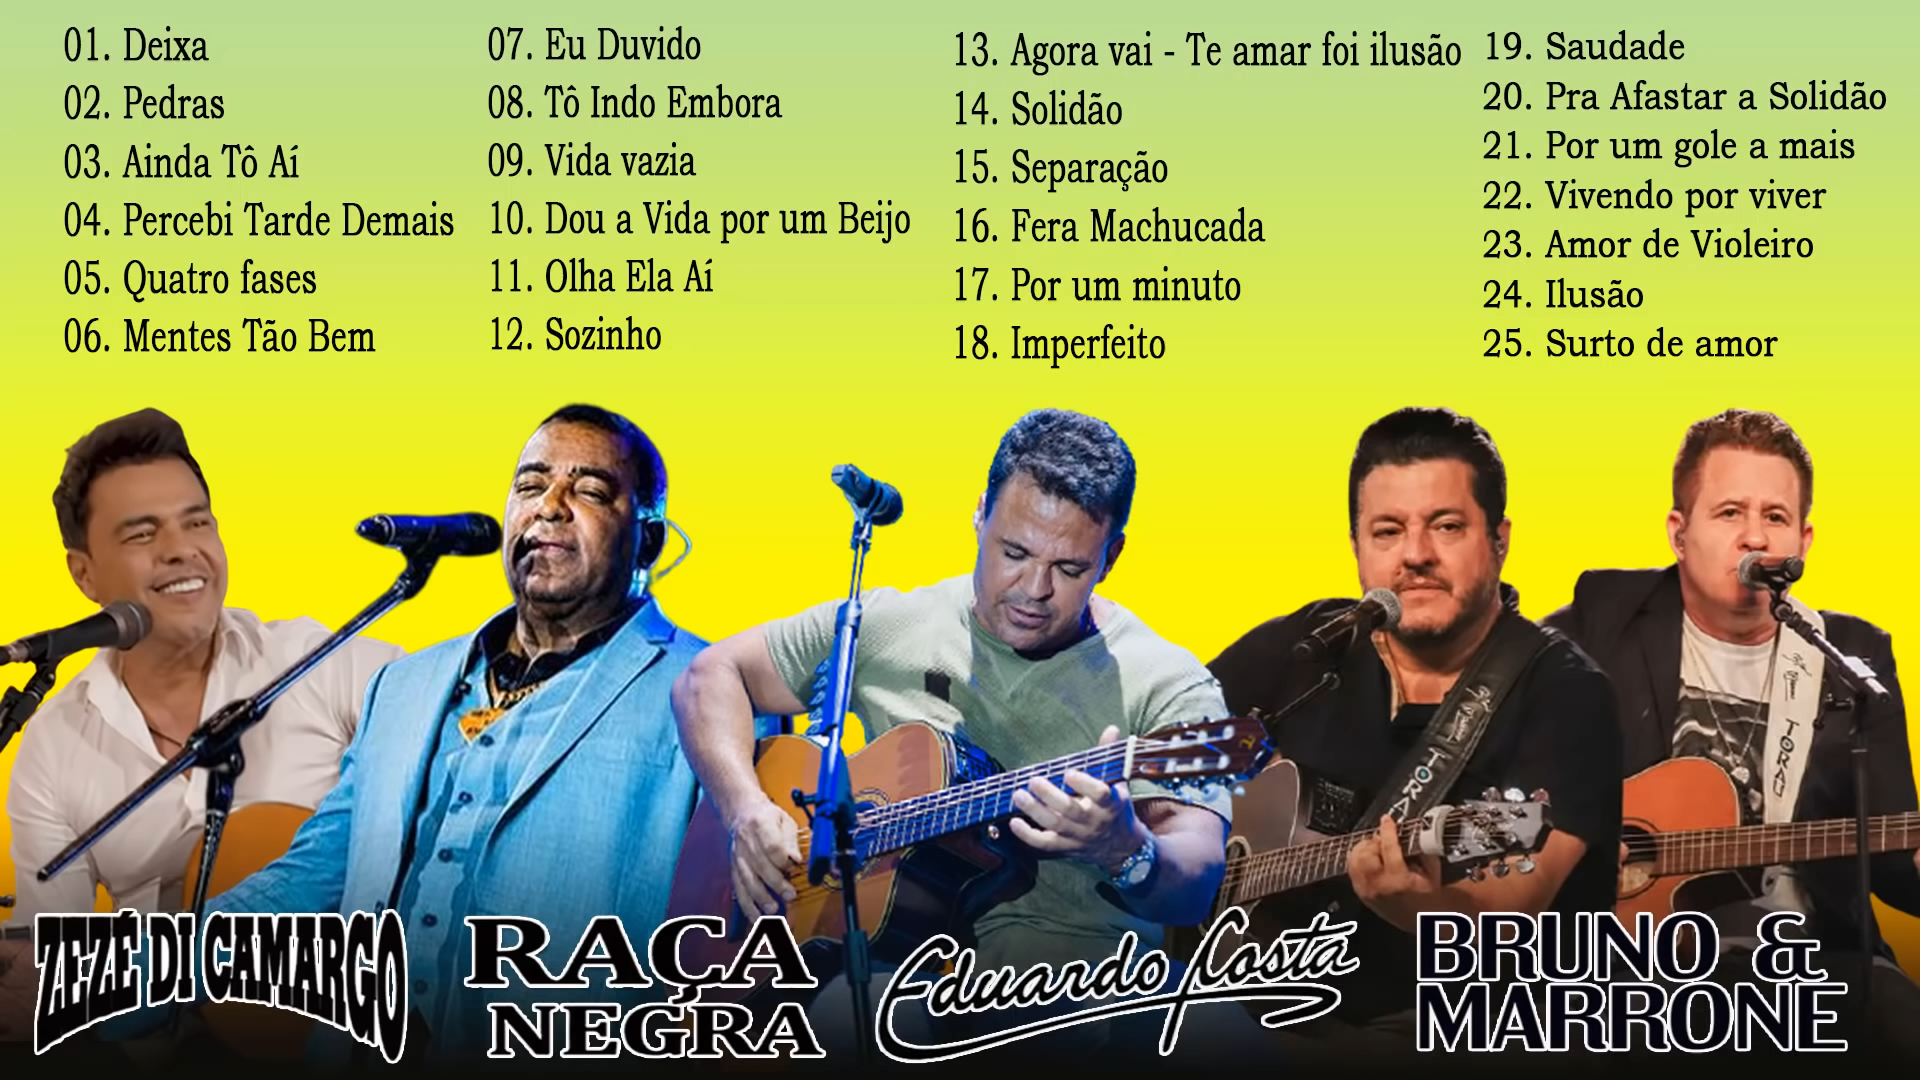 01. Deixa
02. Pedras
03. Ainda Tô Aí
04. Percebi Tarde Demais
05. Quatro fases
06. Mentes Tão Bem
07. Eu Duvido
08. Tô Indo Embora
09. Vida vazia
10. Dou a Vida por um Beijo
11. Olha Ela Aí
12. Sozinho
13. Agora vai - Te amar foi ilusão
14. Solidão
15. Separação
16. Fera Machucada
17. Por um minuto
18. Imperfeito
19. Saudade
20. Pra Afastar a Solidão
21. Por um gole a mais
22. Vivendo por viver
23. Amor de Violeiro
24. Ilusão
25. Surto de amor
ZEZÉ DI CAMARGO
RAÇA
NEGRA
Eduardo Costa
BRUNO &
MARRONE